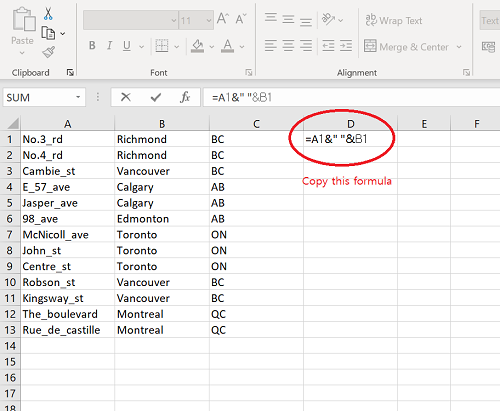 11 A^ A˅ ab Wrap Text Text
Paste B I U A Merge & Center $
Clipboard Font Alignment
SUM fx =A1&" "&B1
A B C D E F
1 No.3_rd Richmond BC =A1&" "&B1
2 No.4_rd Richmond BC
3 Cambie_st Vancouver BC Copy this formula
4 E_57_ave Calgary AB
5 Jasper_ave Calgary AB
6 98_ave Edmonton AB
7 McNicoll_ave Toronto ON
8 John_st Toronto ON
9 Centre_st Toronto ON
10 Robson_st Vancouver BC
11 Kingsway_st Vancouver BC
12 The_boulevard Montreal QC
13 Rue_de_castille Montreal QC
14
15
16
17
18